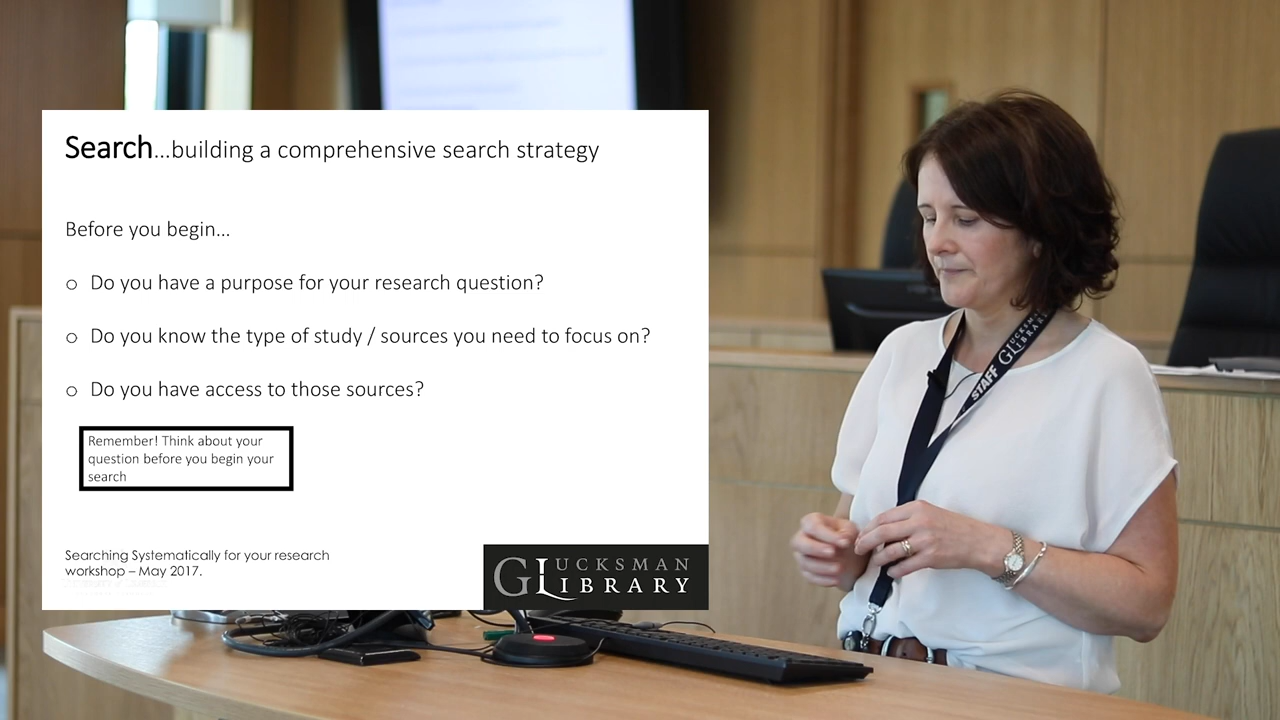 Search...building a comprehensive search strategy
Before you begin...
o Do you have a purpose for your research question?
o Do you know the type of study / sources you need to focus on?
o Do you have access to those sources?
Remember! Think about your
question before you begin your
search
Searching Systematically for your research
workshop – May 2017.
GLUCKSMAN
LIBRARY
STAFF
GLUCKSMAN
LIBRARY